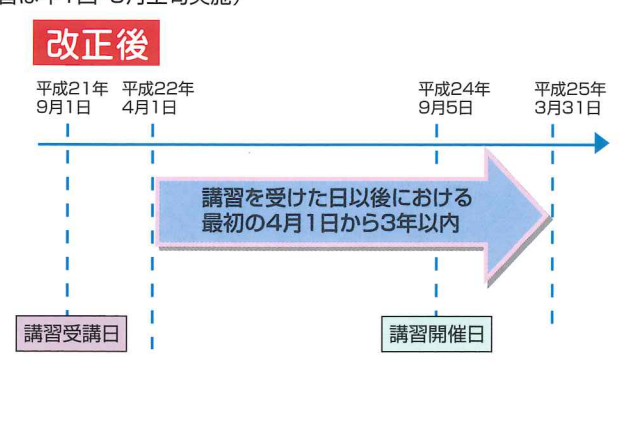 改正後
平成21年 平成22年 平成24年 平成25年
9月1日 4月1日 9月5日 3月31日
講習を受けた日以後における
最初の4月1日から3年以内
講習受講日 講習開催日